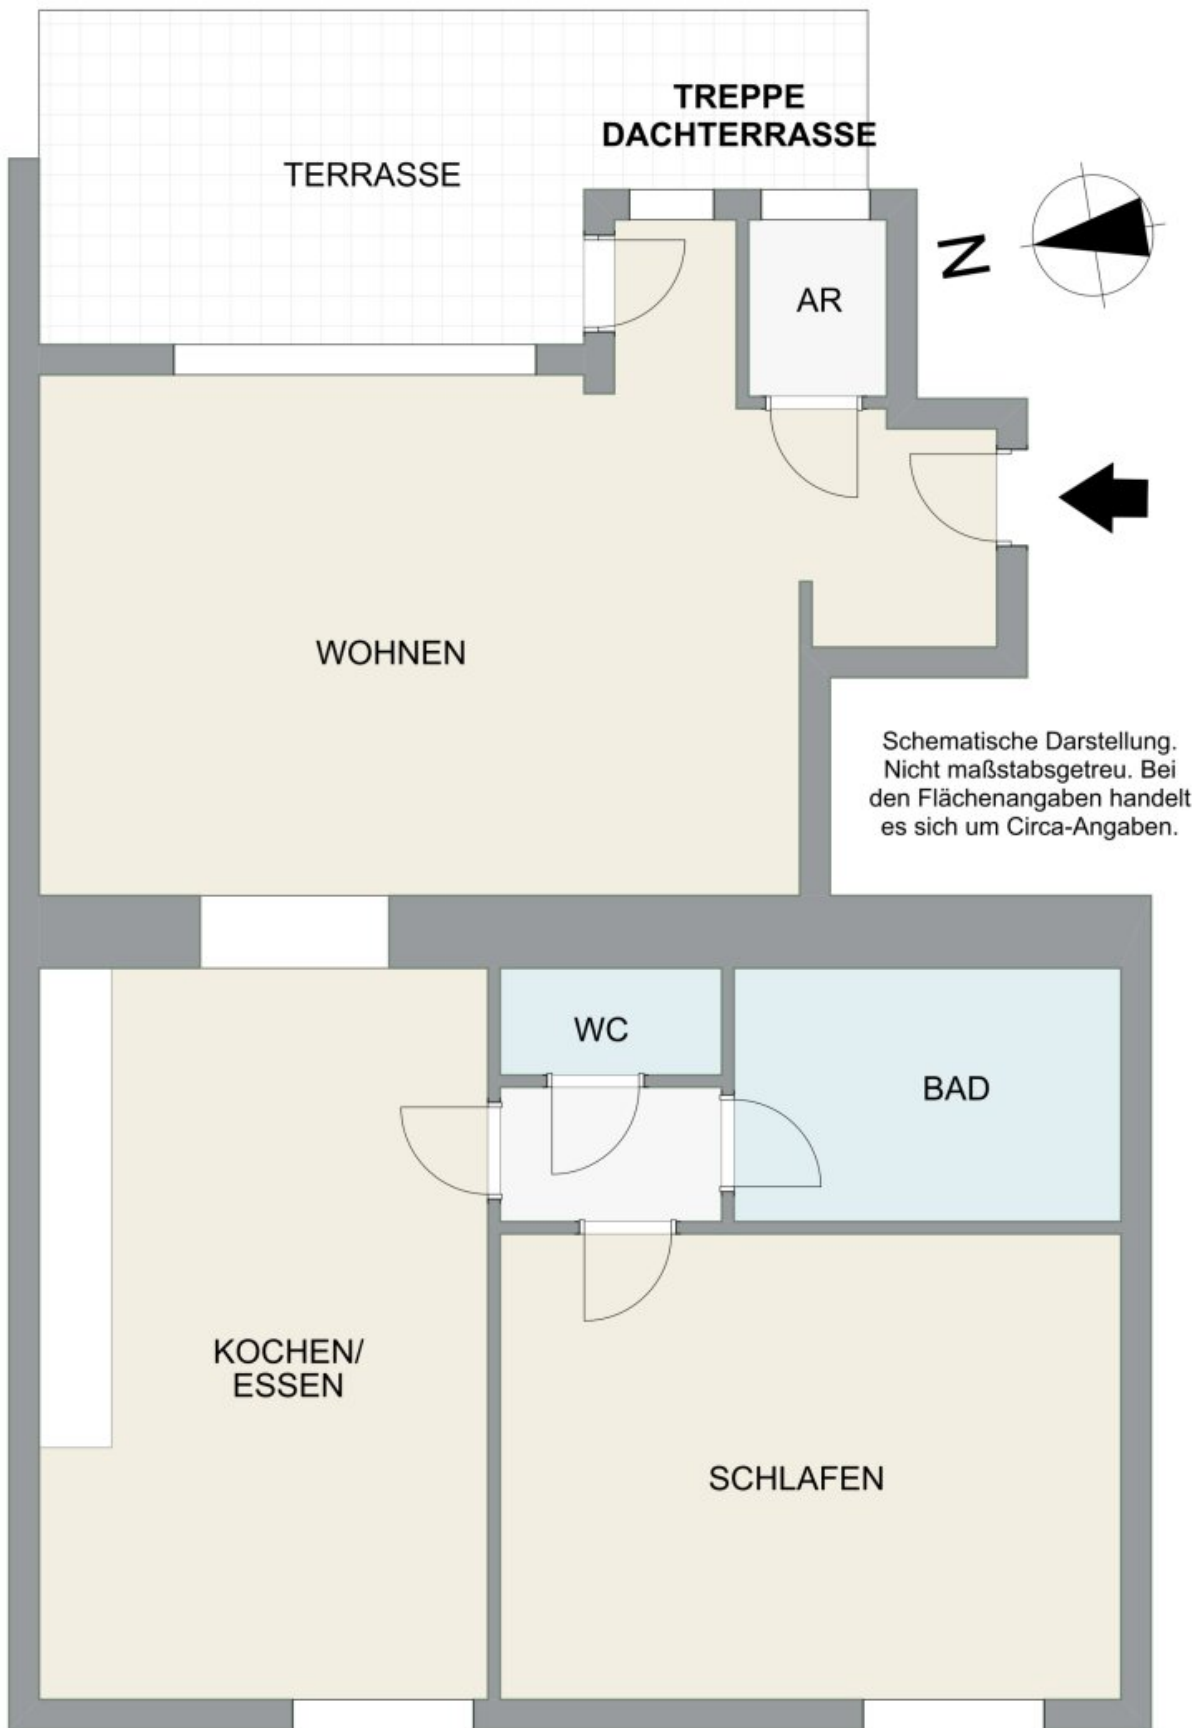 TREPPE
DACHTERRASSE
TERRASSE
N
AR
WOHNEN
Schematische Darstellung.
Nicht maßstabsgetreu. Bei
den Flächenangaben handelt
es sich um Circa-Angaben.
WC
BAD
KOCHEN/
ESSEN
SCHLAFEN